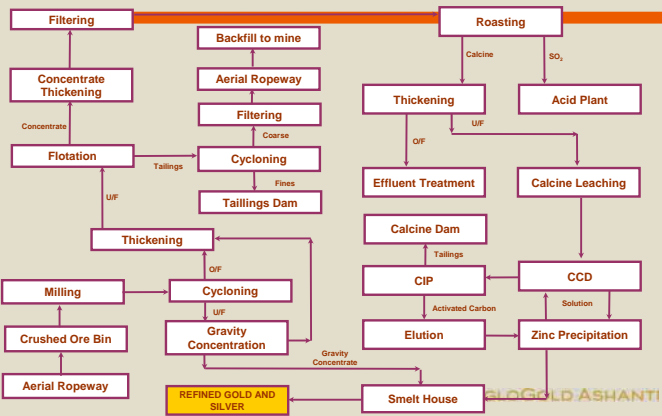 Filtering
Roasting
Backfill to mine
Calcine
SO2
Concentrate
Thickening
Aerial Ropeway
Thickening
Acid Plant
Filtering
U/F
Concentrate
Coarse
O/F
Flotation
Tailings
Cycloning
Effluent Treatment
Calcine Leaching
Fines
U/F
Taillings Dam
Calcine Dam
Thickening
Tailings
O/F
CIP
CCD
Milling
Cycloning
Activated Carbon
Solution
U/F
Crushed Ore Bin
Gravity
Concentration
Elution
Zinc Precipitation
Gravity
Concentrate
Aerial Ropeway
REFINED GOLD AND
SILVER
Smelt House
GLOGOLD ASHANTI